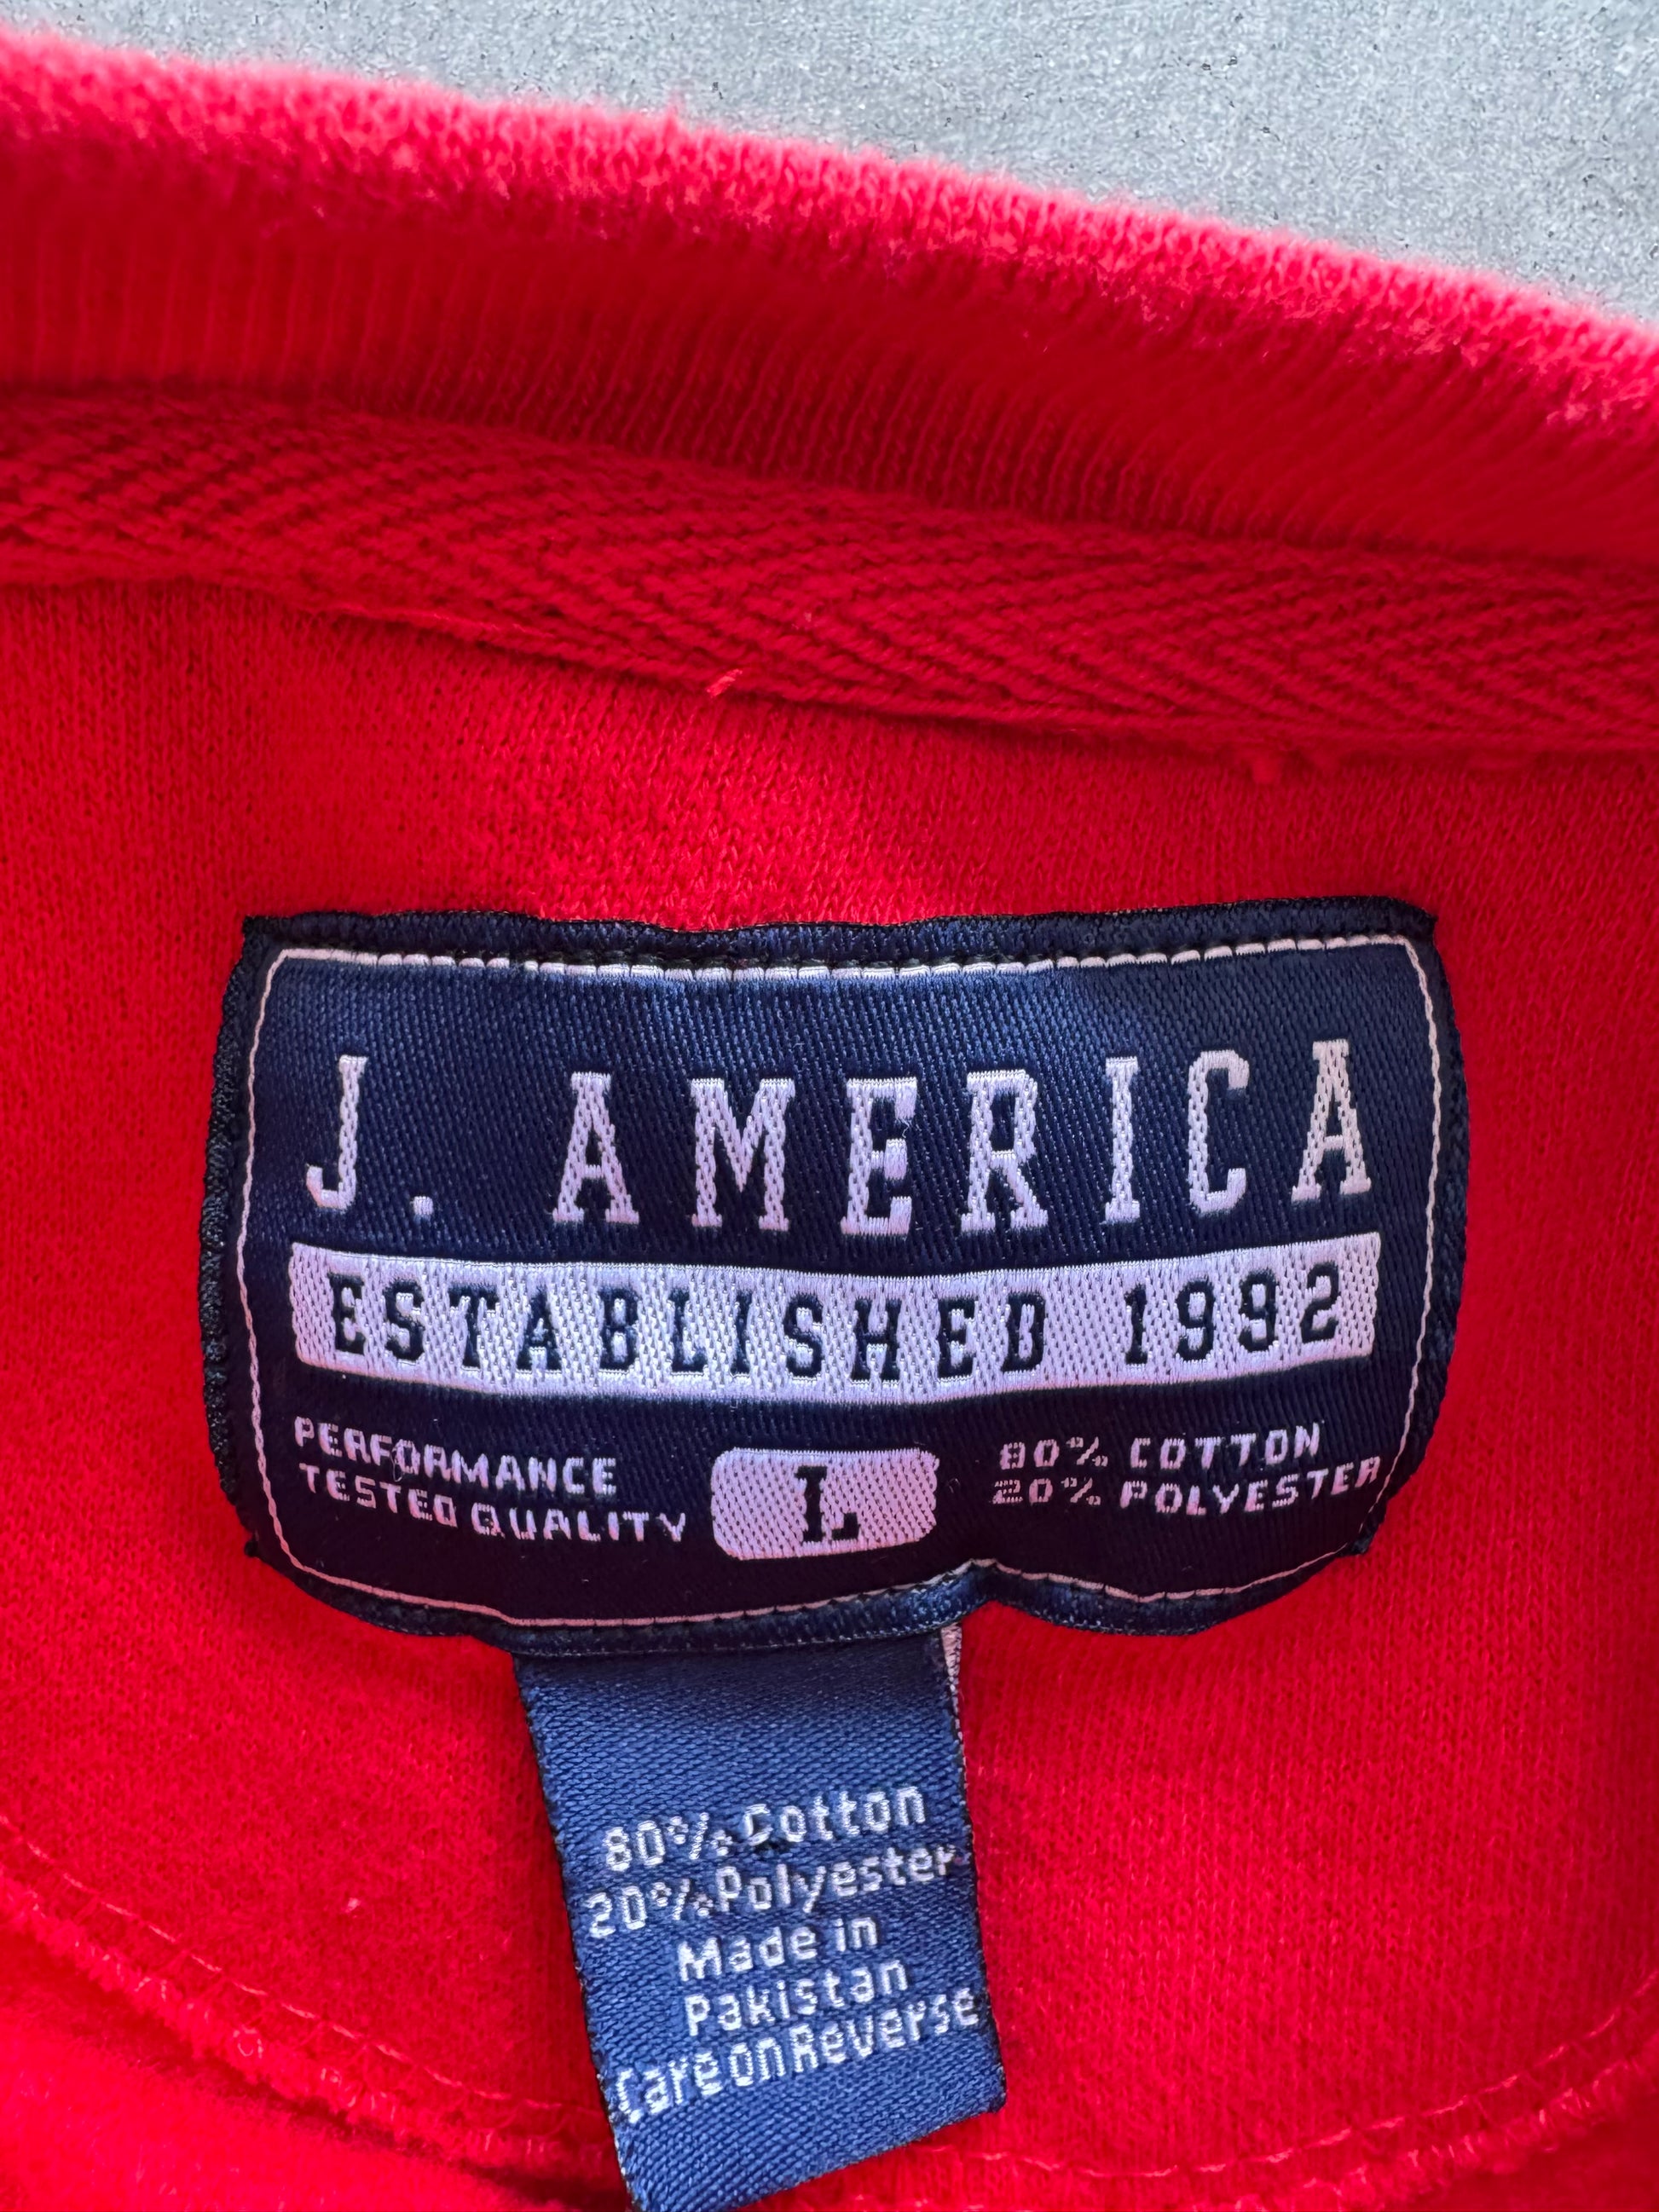 J. AMERICA
ESTABLISHED 1992
PERFORMANCE
TESTED QUALITY
L
80% COTTON
20% POLYESTER
80% Cotton
20% Polyester
Made in
Pakistan
Care on Reverse